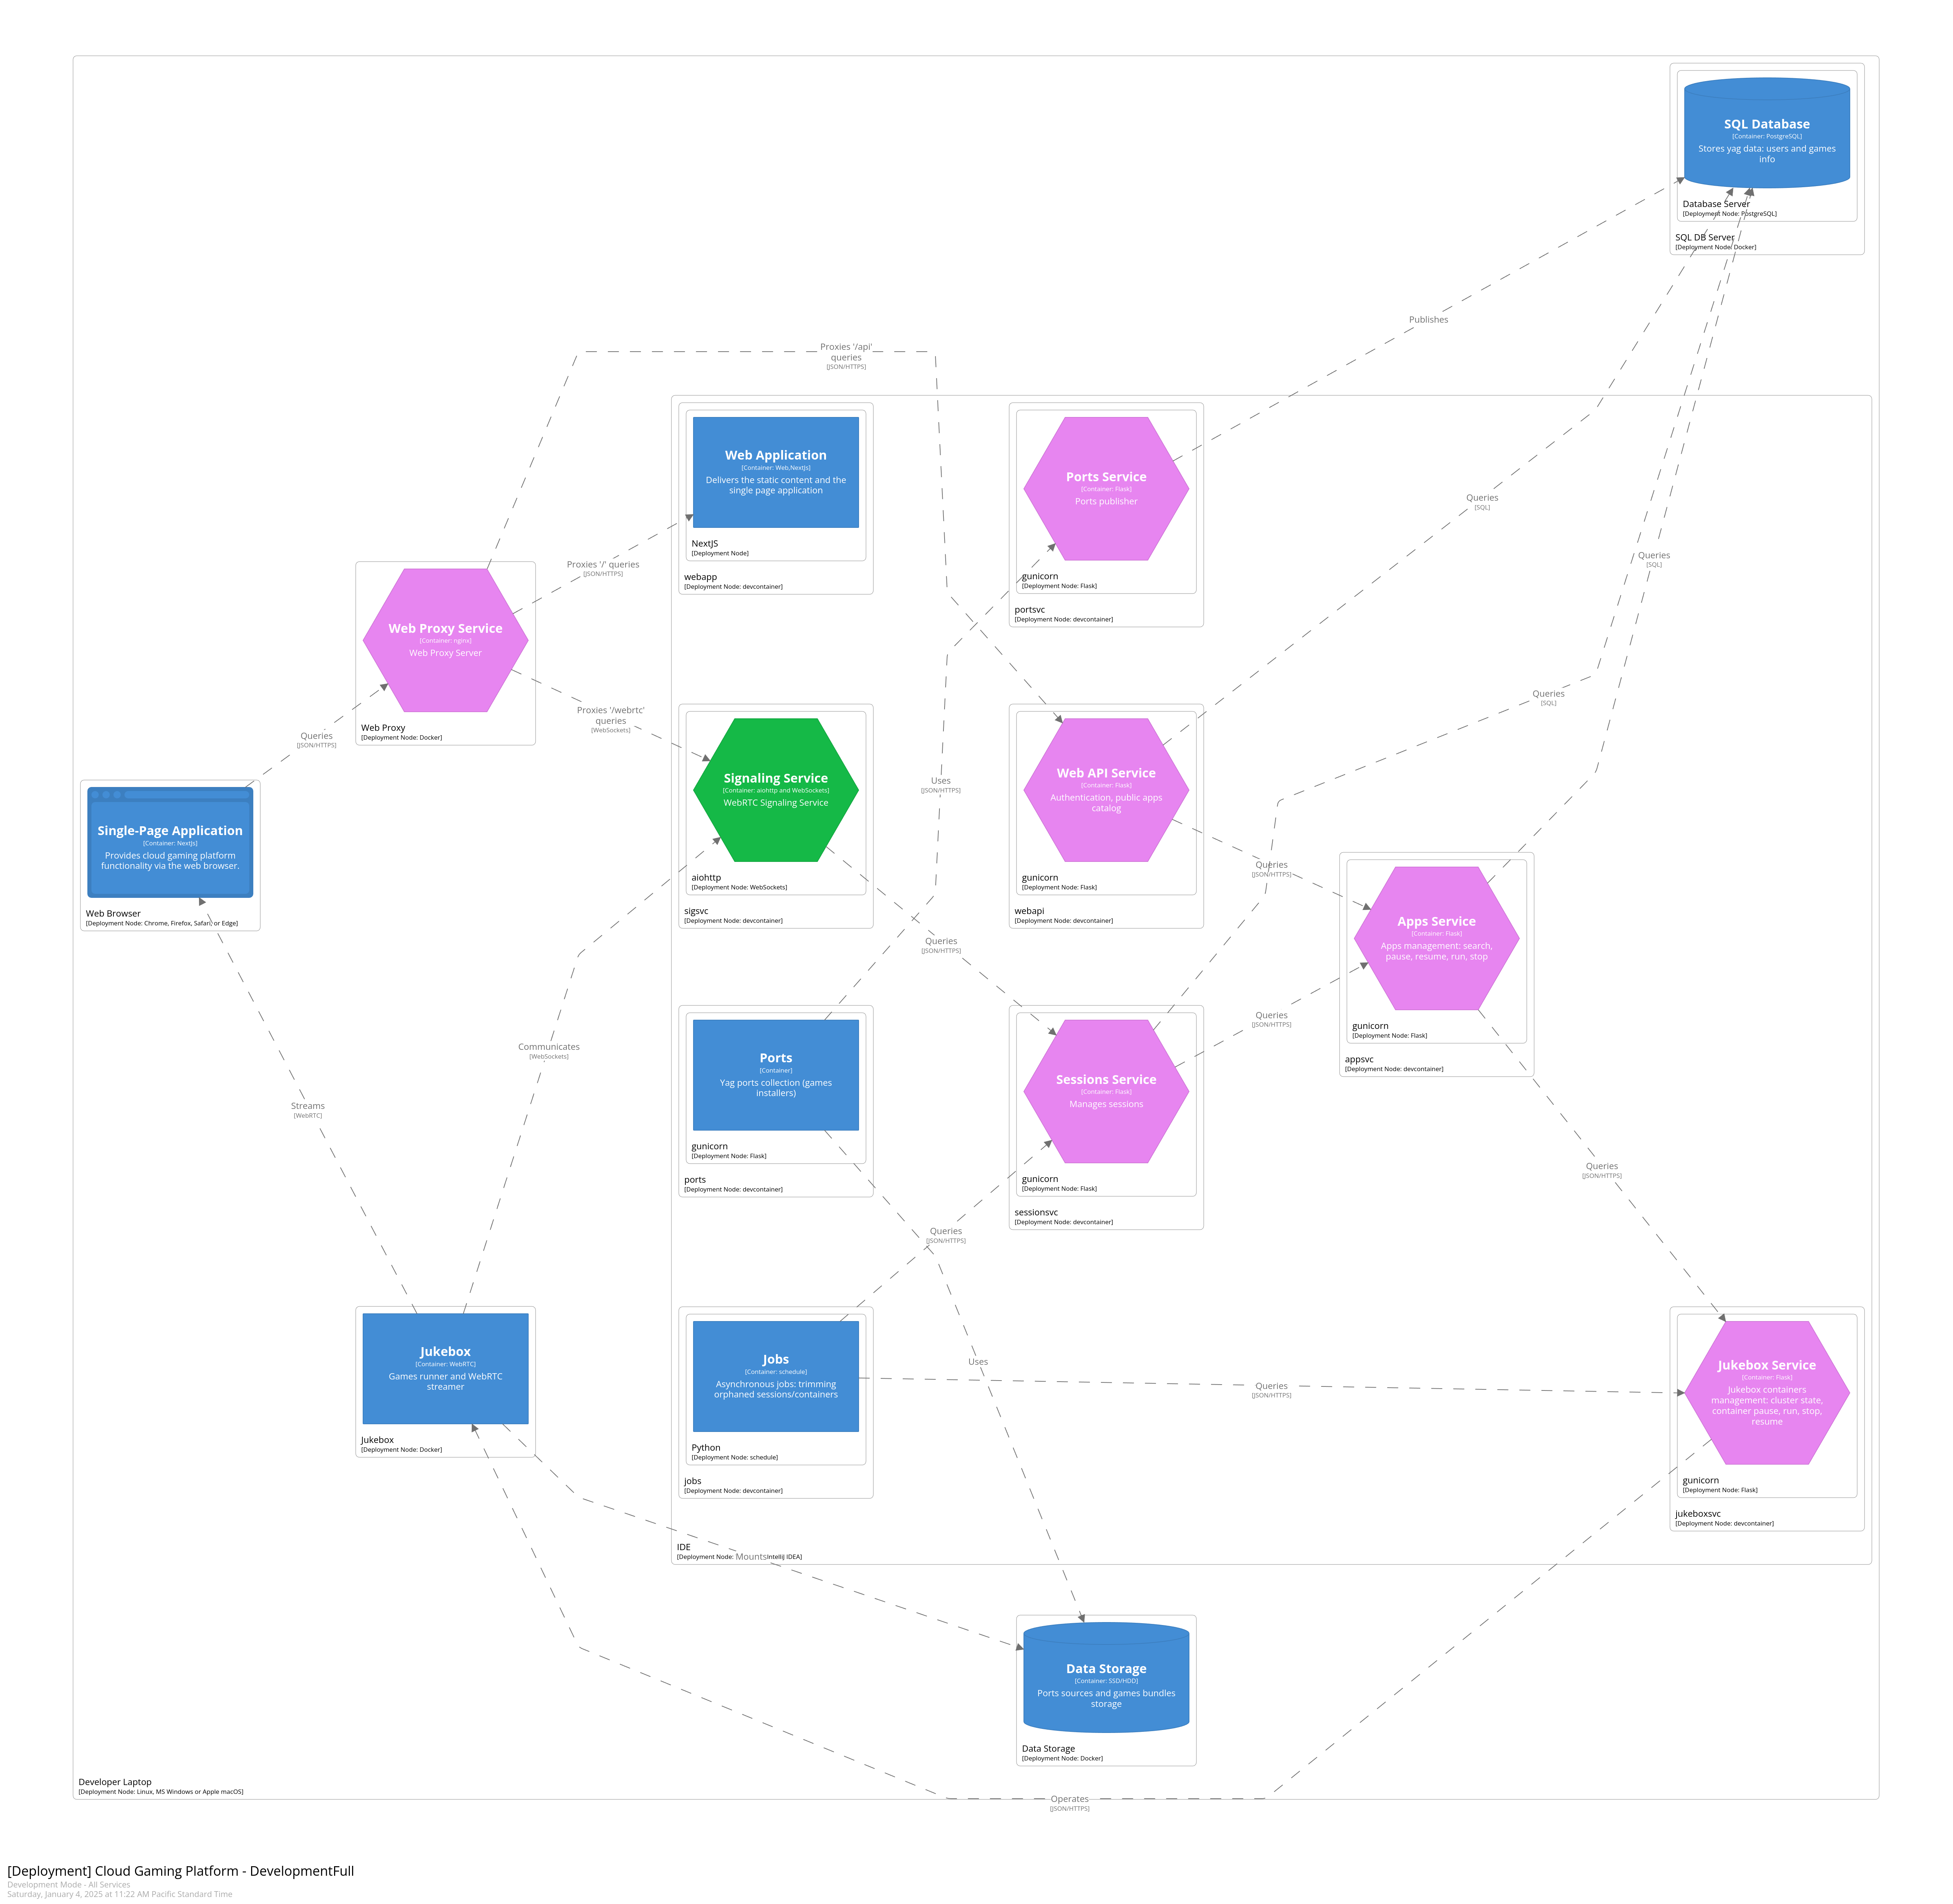 SQL Database
[Container: PostgreSQL]
Stores yag data: users and games
info
Database Server
[Deployment Node: PostgreSQL]
SQL DB Server
[Deployment Node: Docker]
Publishes
Proxies '/api'
queries
[JSON/HTTPS]
Web Application
[Container: Web,NextJs]
Delivers the static content and the
single page application
NextJS
[Deployment Node]
webapp
[Deployment Node: devcontainer]
Ports Service
[Container: Flask]
Ports publisher
gunicorn
[Deployment Node: Flask]
portsvc
[Deployment Node: devcontainer]
Queries
[SQL]
Queries
[SQL]
Queries
[SQL]
Proxies '/' queries
[JSON/HTTPS]
Web Proxy Service
[Container: nginx]
Web Proxy Server
Web Proxy
[Deployment Node: Docker]
Proxies '/webrtc'
queries
[WebSockets]
Queries
[JSON/HTTPS]
Signaling Service
[Container: aiohttp and WebSockets]
WebRTC Signaling Service
aiohttp
[Deployment Node: WebSockets]
sigsvc
[Deployment Node: devcontainer]
Uses
[JSON/HTTPS]
Web API Service
[Container: Flask]
Authentication, public apps
catalog
gunicorn
[Deployment Node: Flask]
webapi
[Deployment Node: devcontainer]
Queries
[JSON/HTTPS]
Single-Page Application
[Container: NextJs]
Provides cloud gaming platform
functionality via the web browser.
Web Browser
[Deployment Node: Chrome, Firefox, Safari or Edge]
Apps Service
[Container: Flask]
Apps management: search,
pause, resume, run, stop
gunicorn
[Deployment Node: Flask]
appsvc
[Deployment Node: devcontainer]
Queries
[JSON/HTTPS]
Queries
[JSON/HTTPS]
Communicates
[WebSockets]
Streams
[WebRTC]
Ports
[Container]
Yag ports collection (games
installers)
gunicorn
[Deployment Node: Flask]
ports
[Deployment Node: devcontainer]
Sessions Service
[Container: Flask]
Manages sessions
gunicorn
[Deployment Node: Flask]
sessionsvc
[Deployment Node: devcontainer]
Queries
[JSON/HTTPS]
Queries
[JSON/HTTPS]
Jukebox
[Container: WebRTC]
Games runner and WebRTC
streamer
Jukebox
[Deployment Node: Docker]
Jobs
[Container: schedule]
Asynchronous jobs: trimming
orphaned sessions/containers
Python
[Deployment Node: schedule]
jobs
[Deployment Node: devcontainer]
Uses
Queries
[JSON/HTTPS]
Jukebox Service
[Container: Flask]
Jukebox containers
management: cluster state,
container pause, run, stop,
resume
gunicorn
[Deployment Node: Flask]
jukeboxsvc
[Deployment Node: devcontainer]
IDE
[Deployment Node: IntelliJ IDEA]
Mounts
Data Storage
[Container: SSD/HDD]
Ports sources and games bundles
storage
Data Storage
[Deployment Node: Docker]
Developer Laptop
[Deployment Node: Linux, MS Windows or Apple macOS]
Operates
[JSON/HTTPS]
[Deployment] Cloud Gaming Platform - DevelopmentFull
Development Mode - All Services
Saturday, January 4, 2025 at 11:22 AM Pacific Standard Time